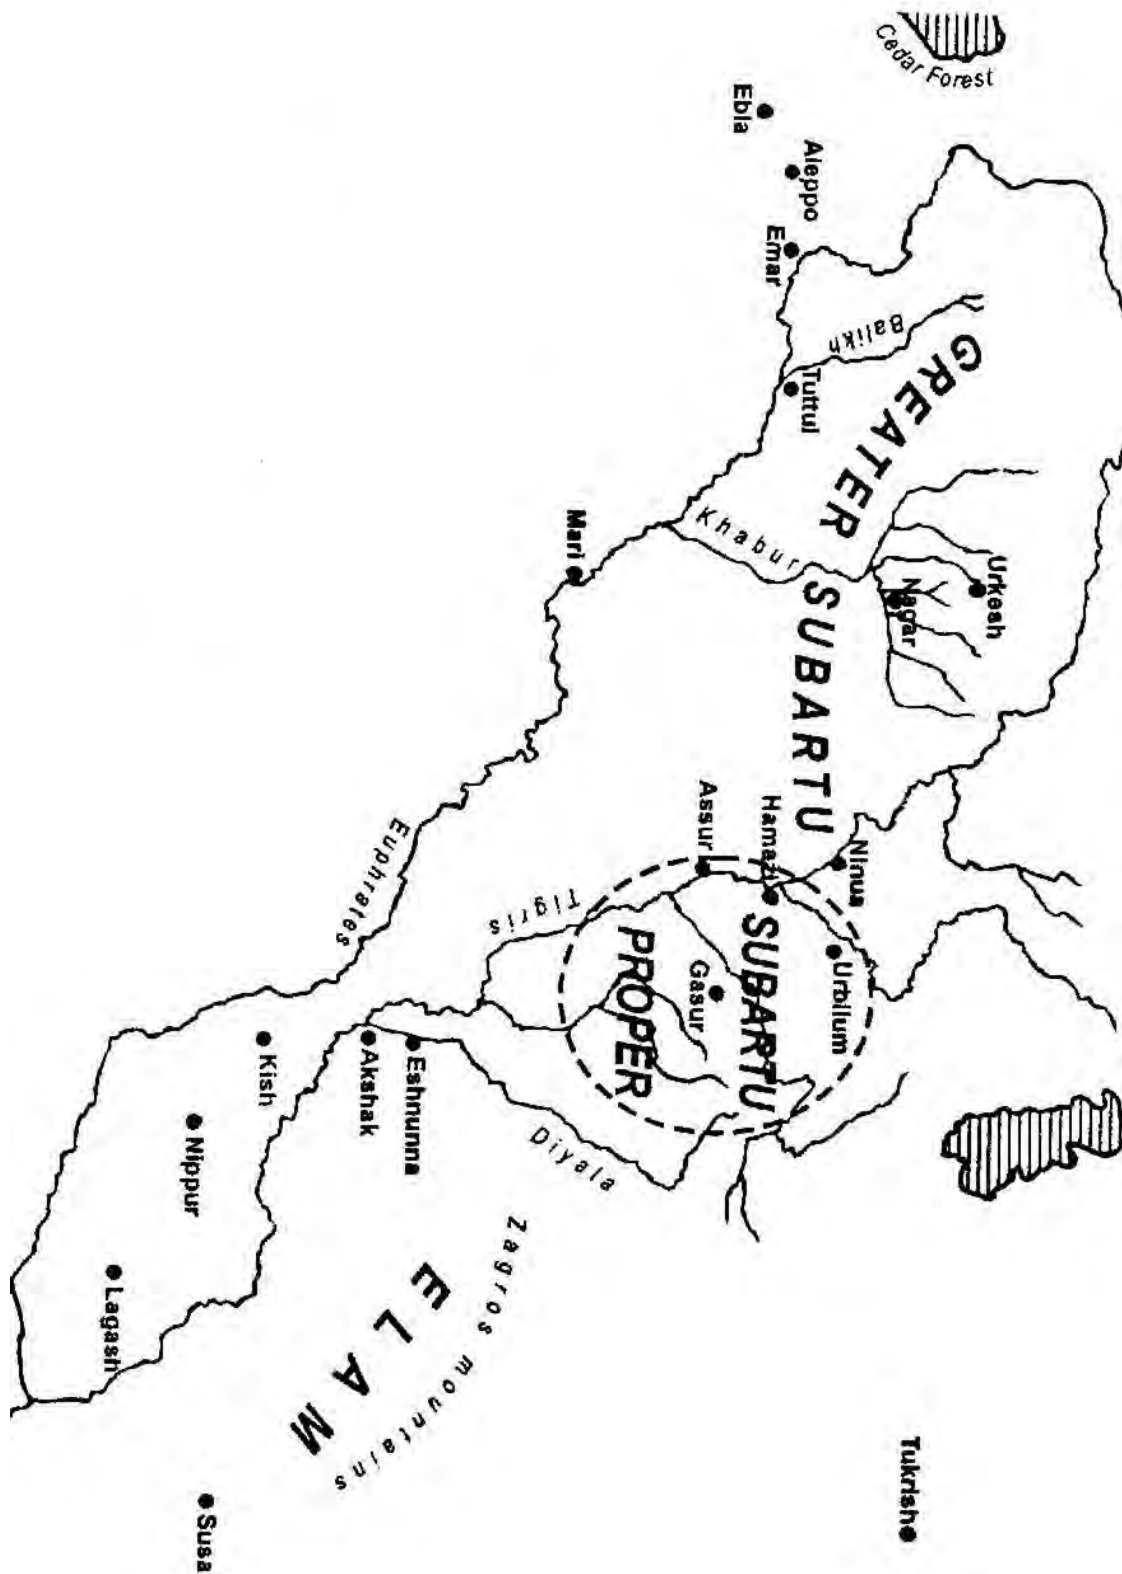 Cedar Forest
Ebla
Aleppo
Emar
Balikh
Tuttul
GREATER SUBARTU
Khabur
Urkesh
Nagar
Mari
Assur
Hamazi
Ninua
Urbilum
Gasur
SUBARTU
PROPER
Tigris
Euphrates
Diyala
Eshnunna
Akshak
Kish
Nippur
Lagash
ELAM
Zagros mountains
Tukrish
Susa